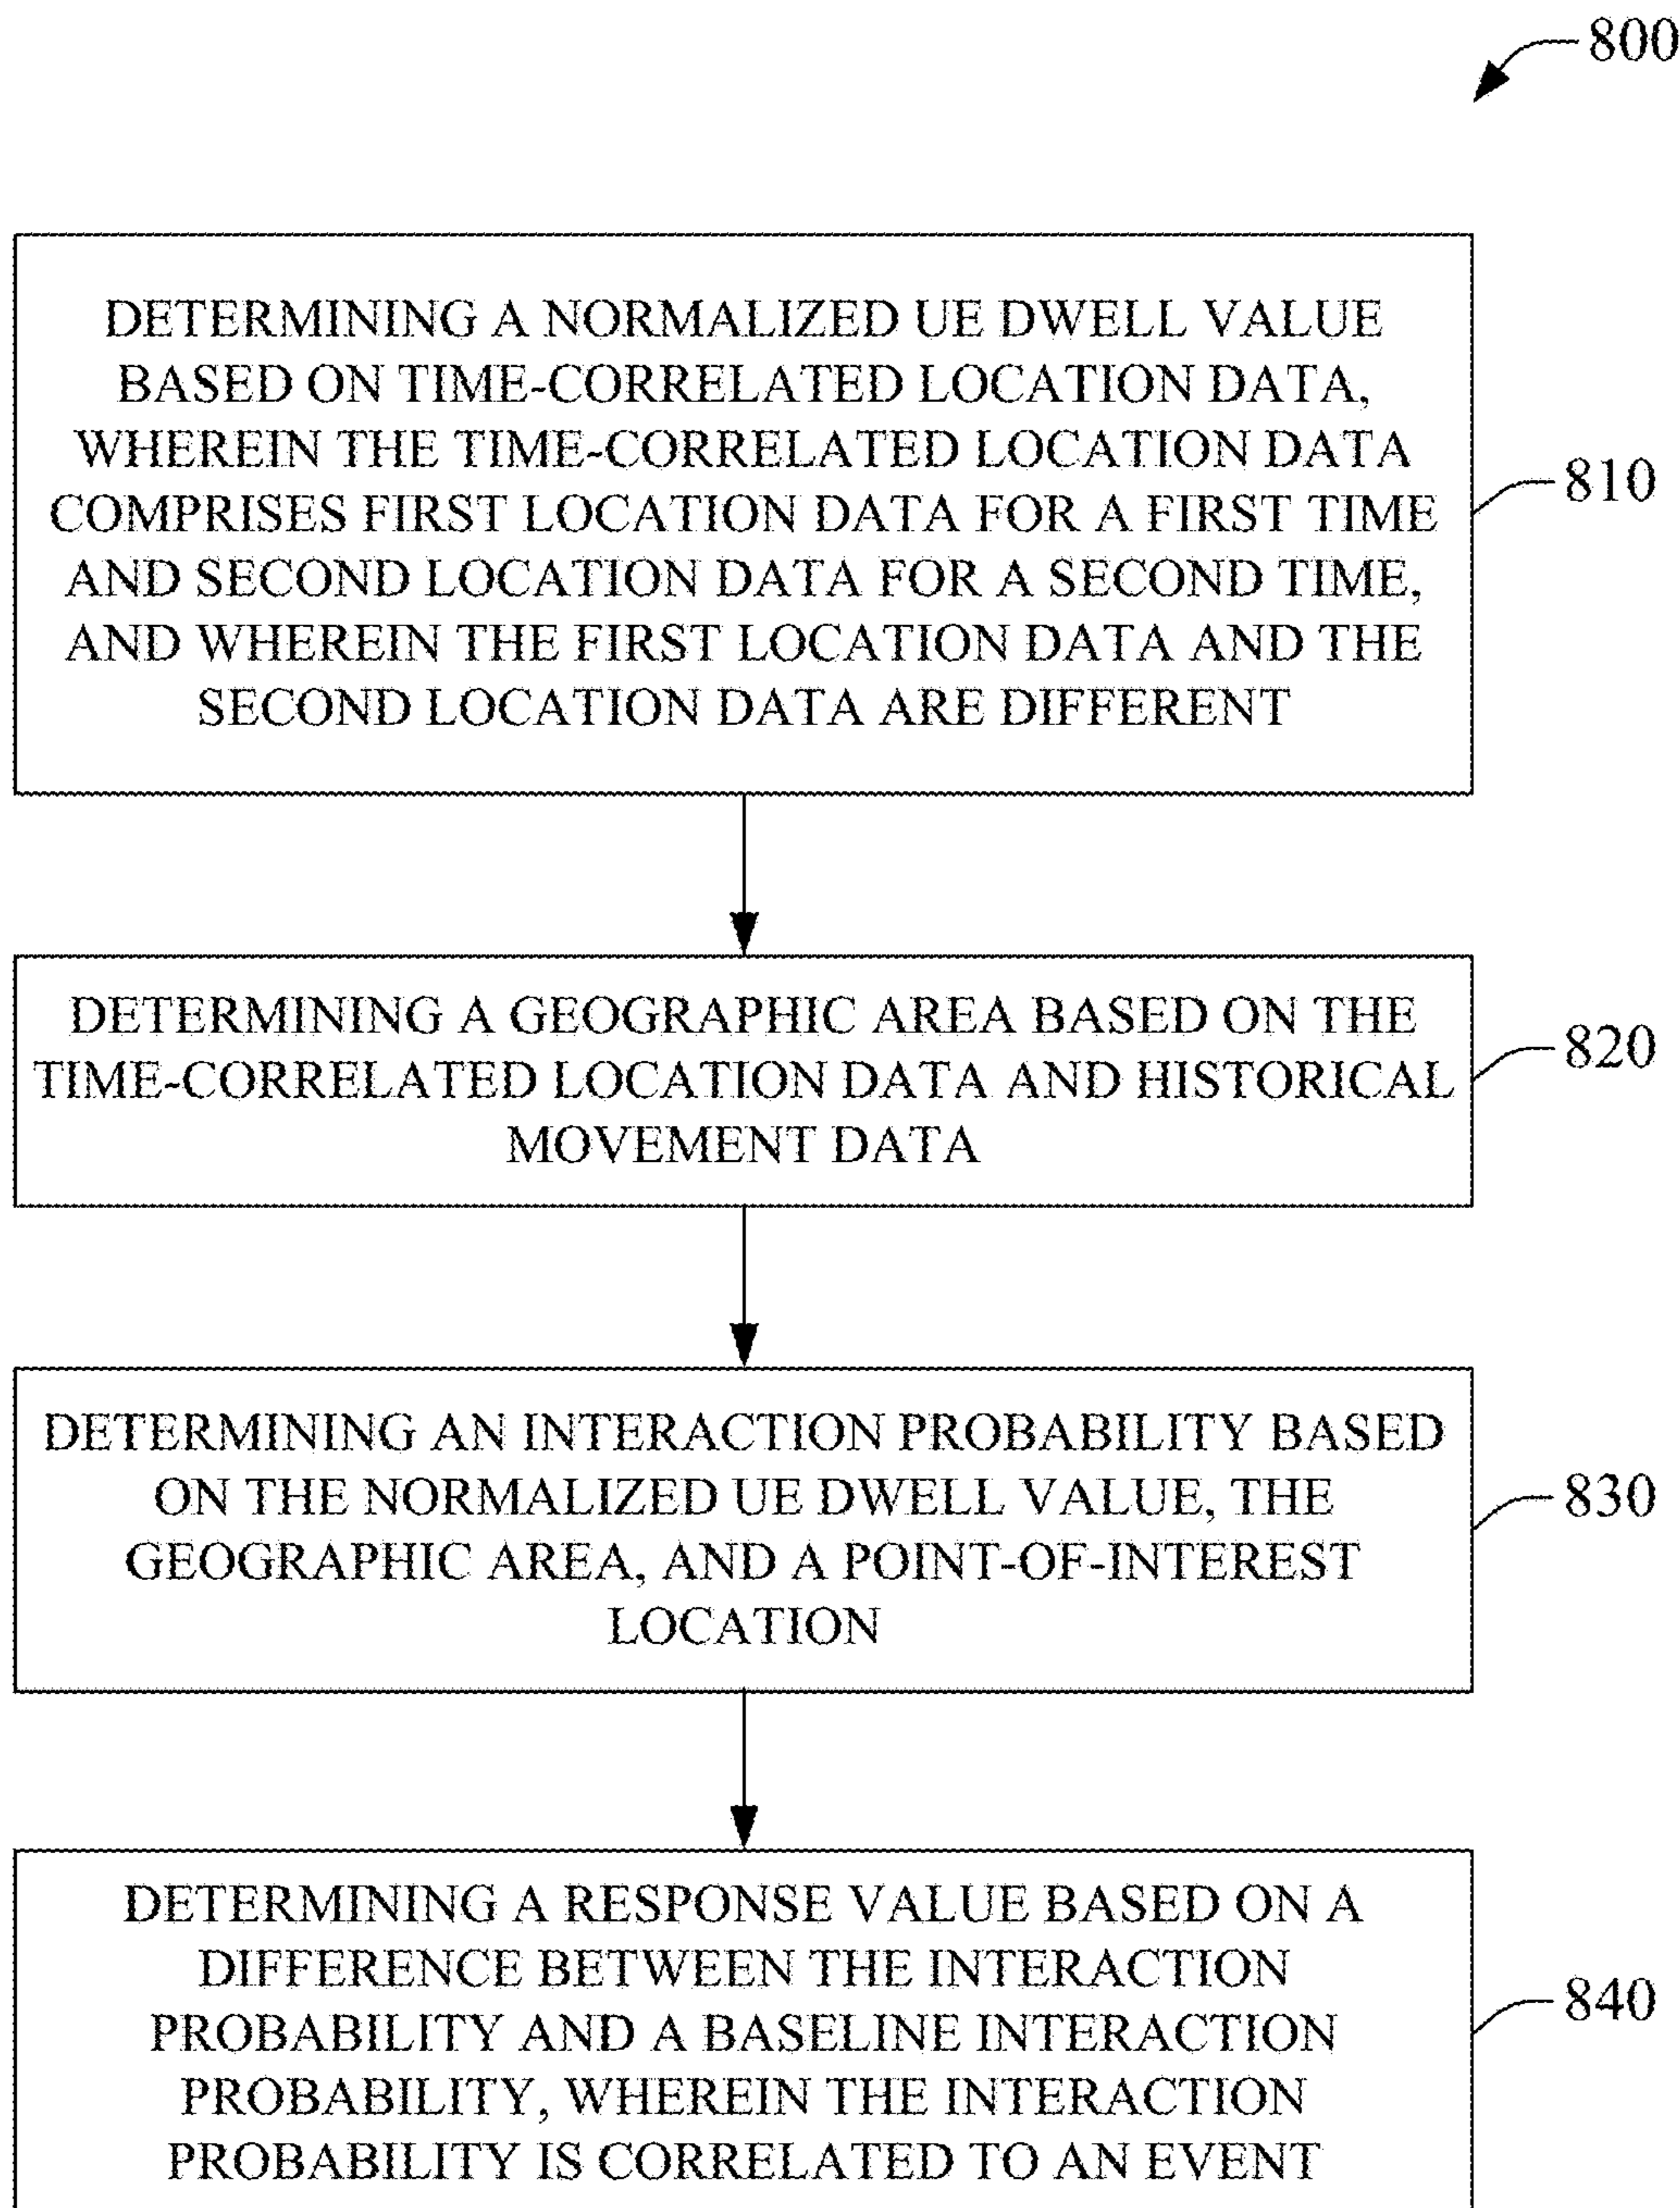 800
DETERMINING A NORMALIZED UE DWELL VALUE
BASED ON TIME-CORRELATED LOCATION DATA,
WHEREIN THE TIME-CORRELATED LOCATION DATA
COMPRISES FIRST LOCATION DATA FOR A FIRST TIME
AND SECOND LOCATION DATA FOR A SECOND TIME,
AND WHEREIN THE FIRST LOCATION DATA AND THE
SECOND LOCATION DATA ARE DIFFERENT
810
DETERMINING A GEOGRAPHIC AREA BASED ON THE
TIME-CORRELATED LOCATION DATA AND HISTORICAL
MOVEMENT DATA
820
DETERMINING AN INTERACTION PROBABILITY BASED
ON THE NORMALIZED UE DWELL VALUE, THE
GEOGRAPHIC AREA, AND A POINT-OF-INTEREST
LOCATION
830
DETERMINING A RESPONSE VALUE BASED ON A
DIFFERENCE BETWEEN THE INTERACTION
PROBABILITY AND A BASELINE INTERACTION
PROBABILITY, WHEREIN THE INTERACTION
PROBABILITY IS CORRELATED TO AN EVENT
840